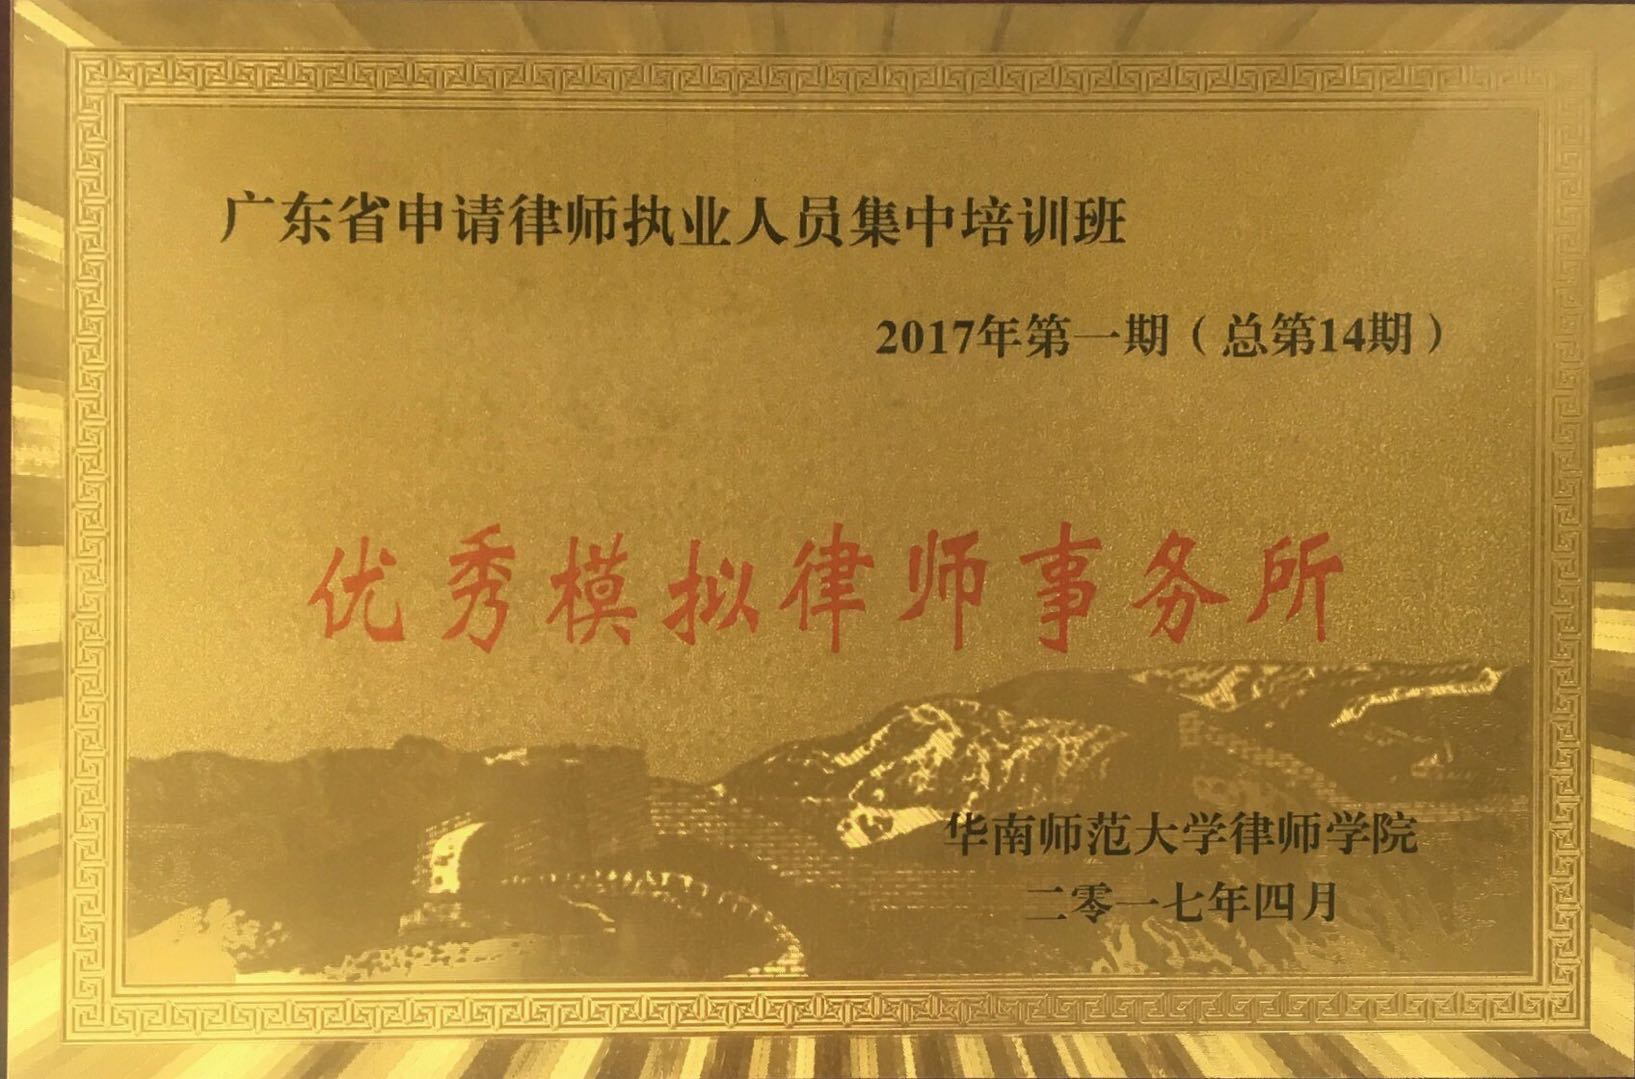 广东省申请律师执业人员集中培训班
2017年第一期（总第14期）
优秀模拟律师事务所
华南师范大学律师学院
二零一七年四月